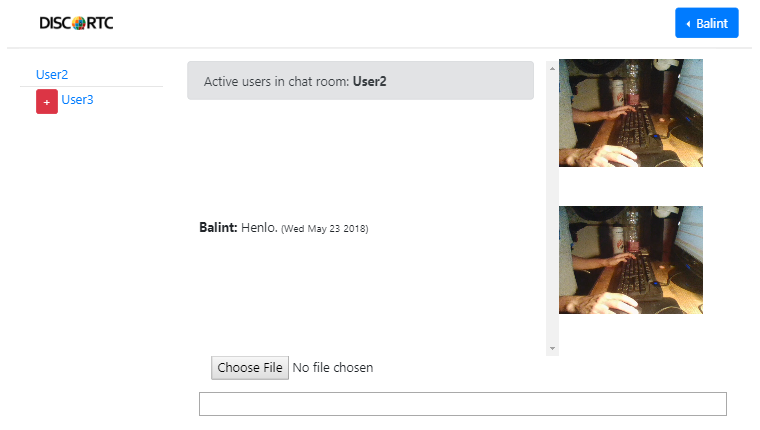 DISCORTC
Balint
User2
+ User3
Active users in chat room: User2
Balint: Henlo. (Wed May 23 2018)
Choose File No file chosen